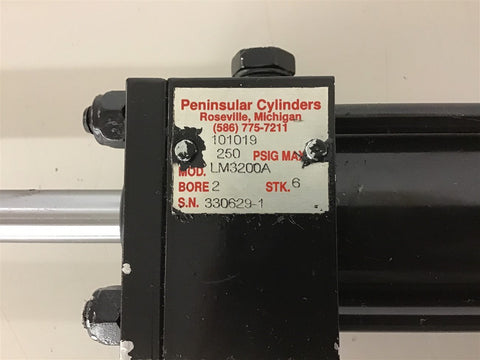 Peninsular Cylinders
Roseville, Michigan
(586) 775-7211
101019
250 PSIG MAX
MOD. LM3200A
BORE 2 STK. 6
S.N. 330629-1